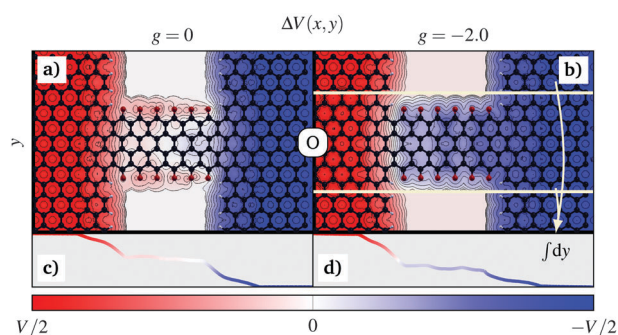 ΔV(x,y)
g = 0
g = −2.0
a)
b)
y
O
∫dy
c)
d)
V/2
0
−V/2